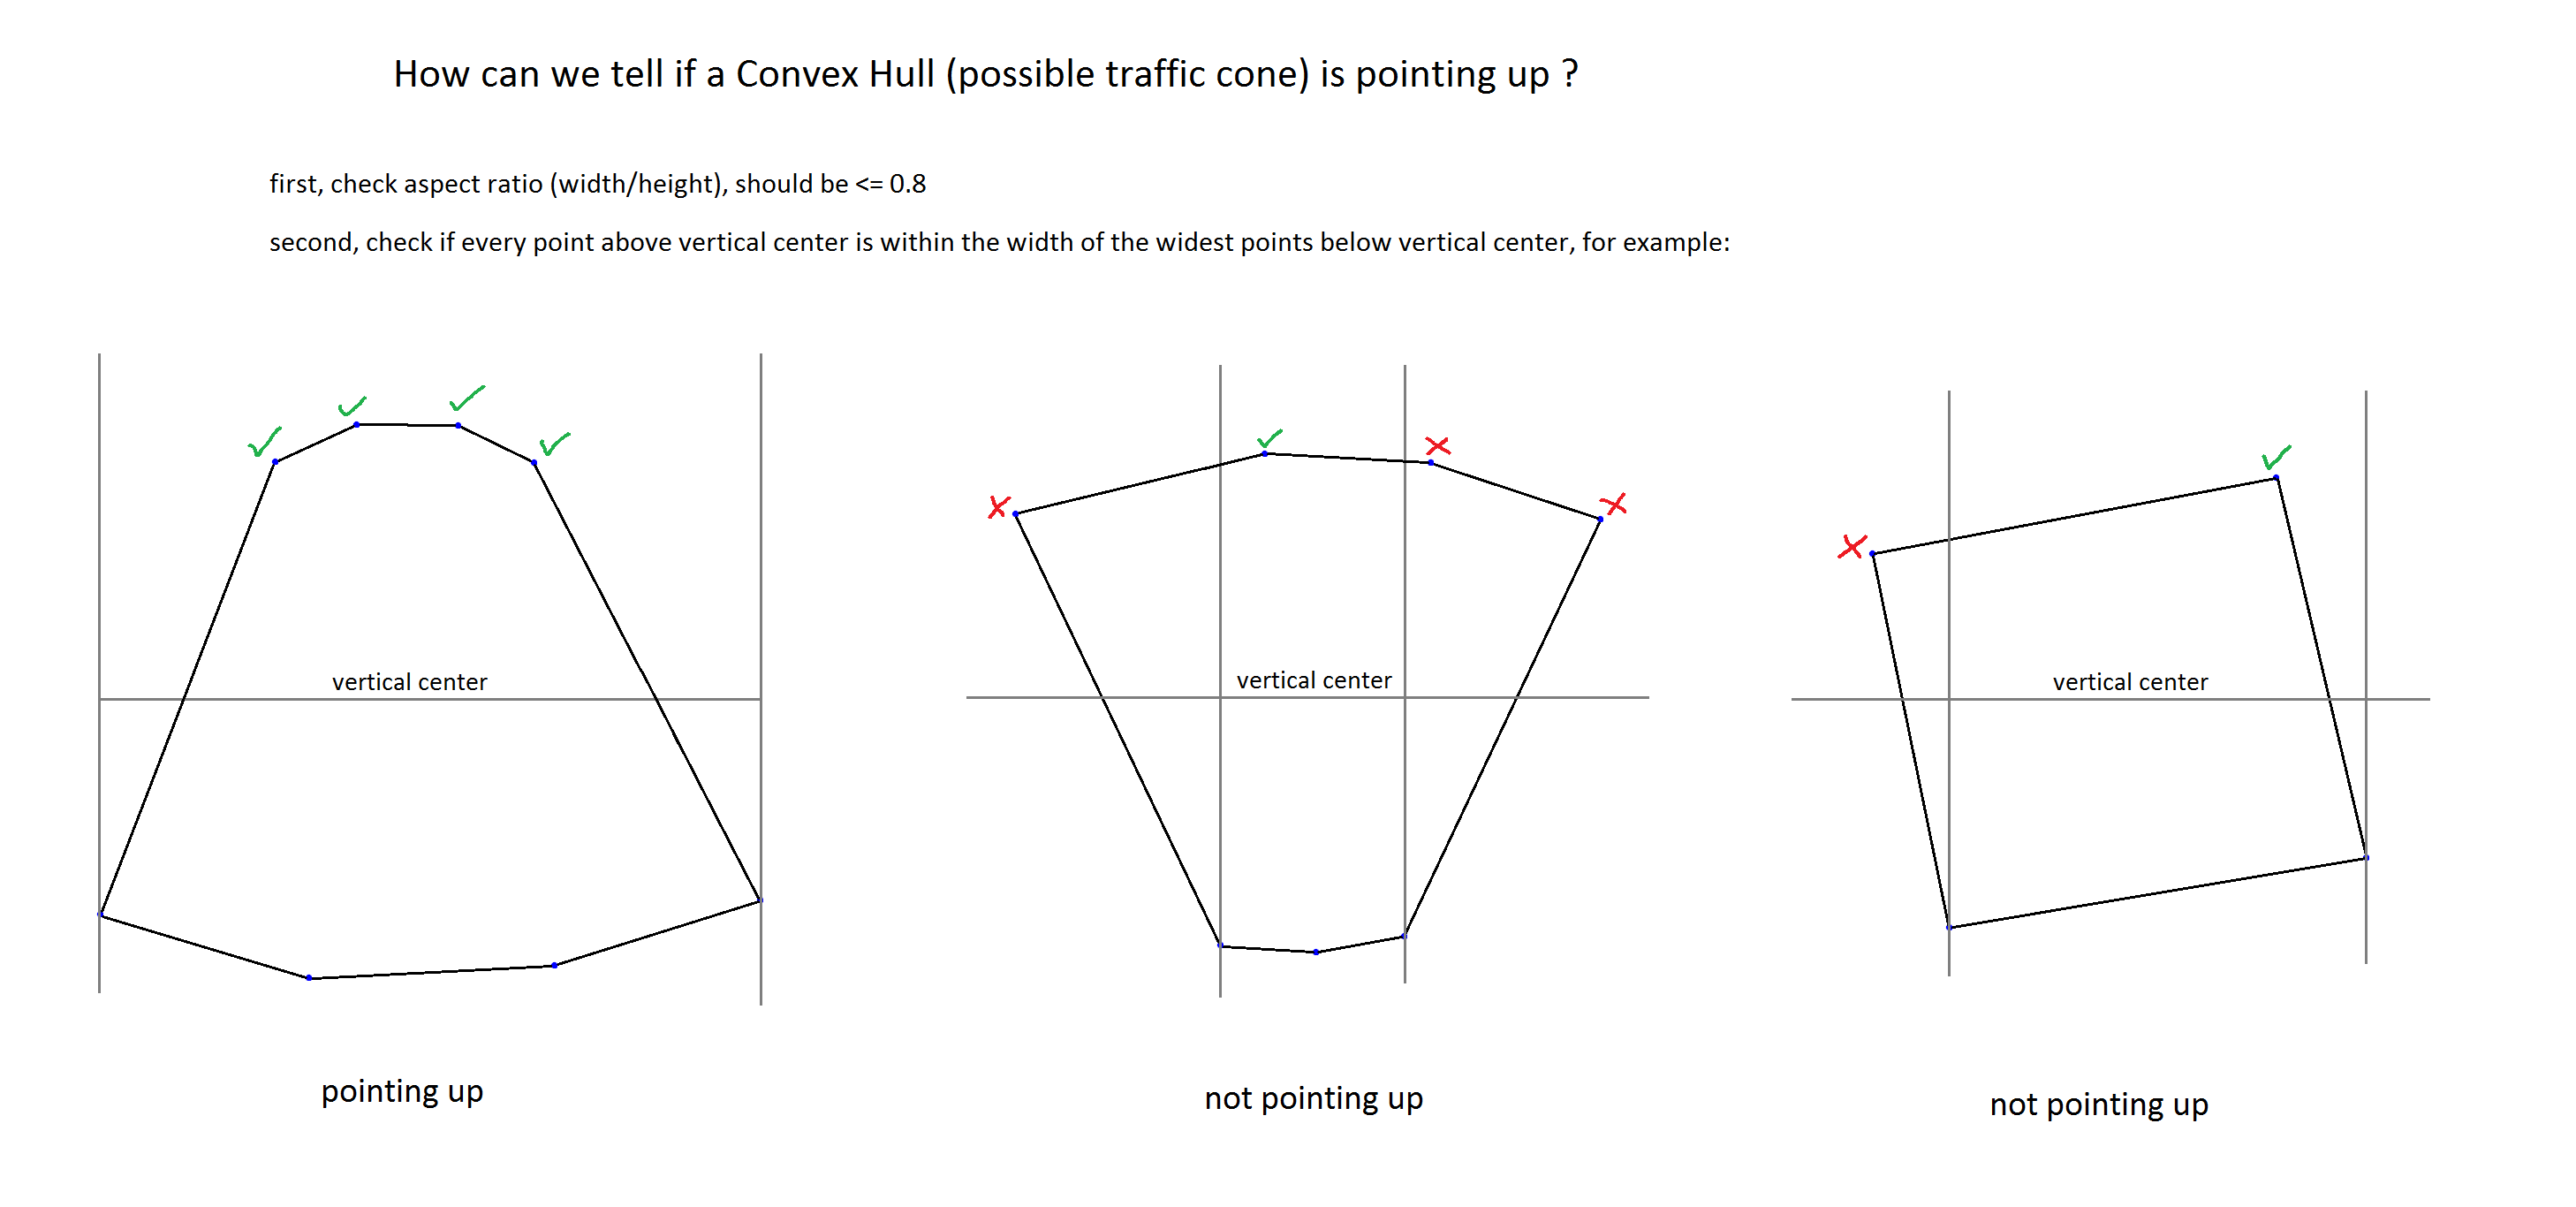 How can we tell if a Convex Hull (possible traffic cone) is pointing up ?
first, check aspect ratio (width/height), should be <= 0.8
second, check if every point above vertical center is within the width of the widest points below vertical center, for example:
vertical center
vertical center
vertical center
pointing up
not pointing up
not pointing up